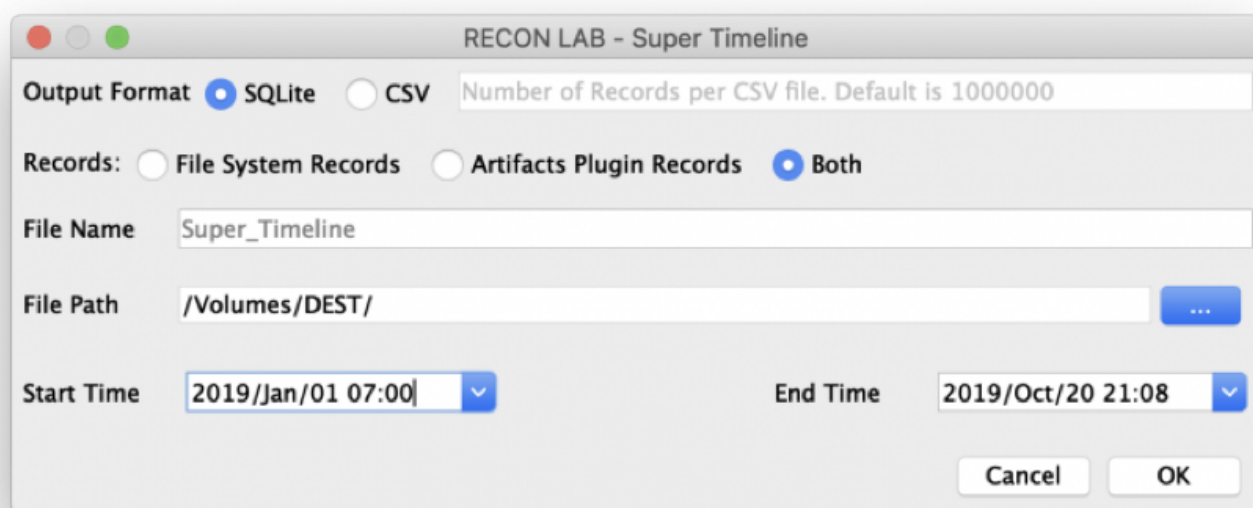 RECON LAB - Super Timeline
Output Format SQLite CSV Number of Records per CSV file. Default is 1000000
Records: File System Records Artifacts Plugin Records Both
File Name Super_Timeline
File Path /Volumes/DEST/ ...
Start Time 2019/Jan/01 07:00 End Time 2019/Oct/20 21:08
Cancel OK